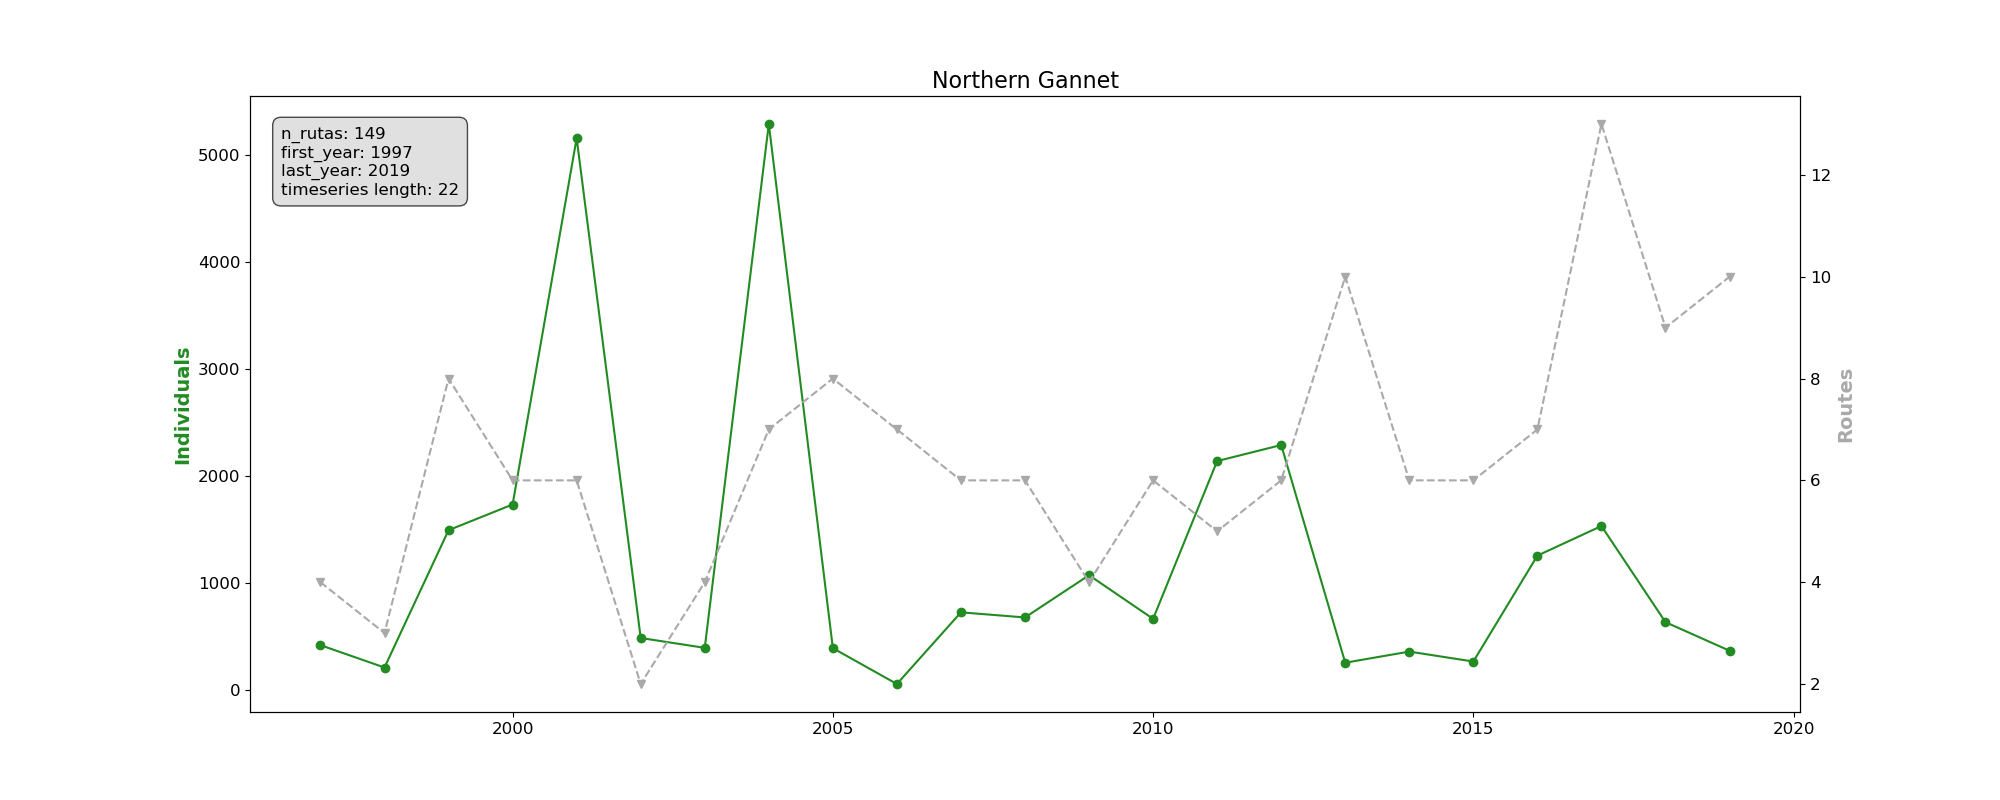 Northern Gannet
n_rutas: 149
first_year: 1997
last_year: 2019
timeseries length: 22
5000
4000
3000
2000
1000
0
Individuals
12
10
8
6
4
2
Routes
2000
2005
2010
2015
2020